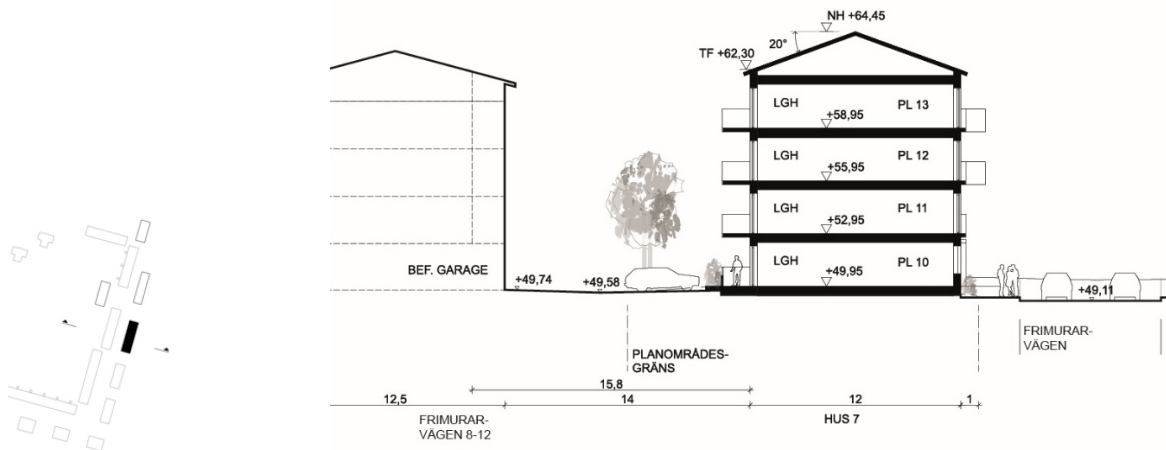 NH +64,45
20°
TF +62,30
LGH PL 13
+58,95
LGH PL 12
+55,95
LGH PL 11
+52,95
LGH PL 10
+49,95
BEF. GARAGE
+49,74
+49,58
+49,11
PLANOMRÅDES-
GRÄNS
FRIMURAR-
VÄGEN
15,8
12,5 14 12 1
FRIMURAR-
VÄGEN 8-12
HUS 7